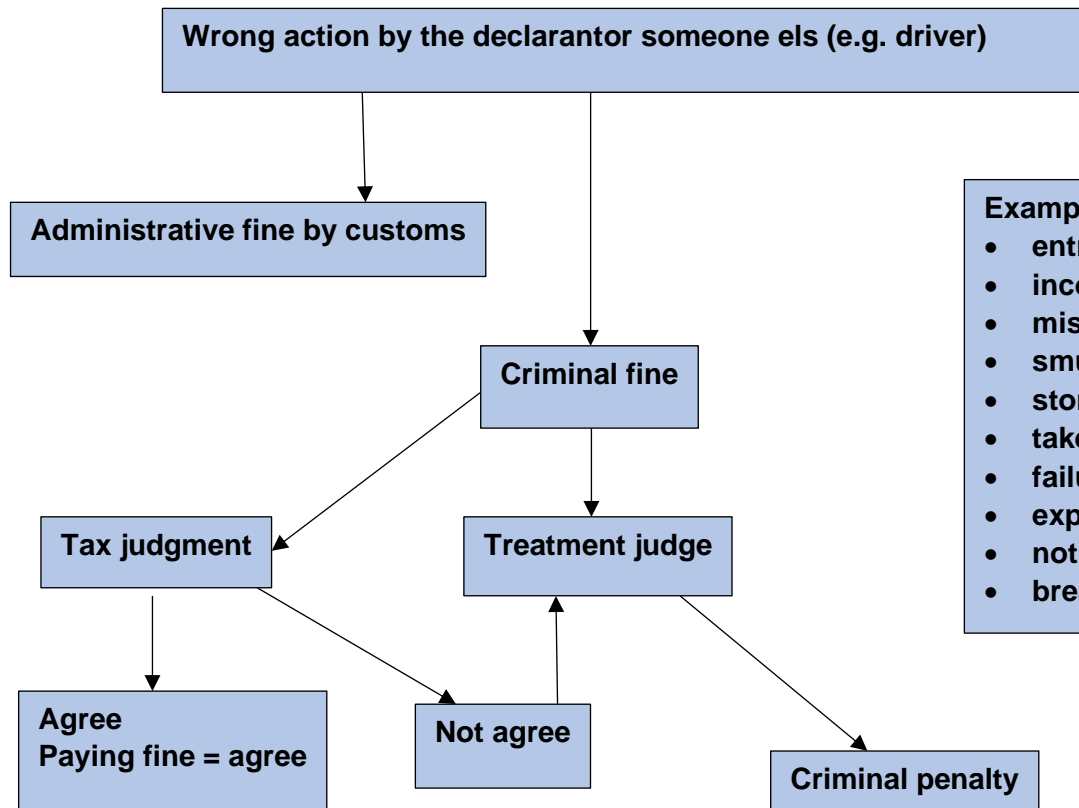 Wrong action by the declarantor someone els (e.g. driver)
Administrative fine by customs
Criminal fine
Tax judgment
Treatment judge
Agree
Paying fine = agree
Not agree
Criminal penalty
• not